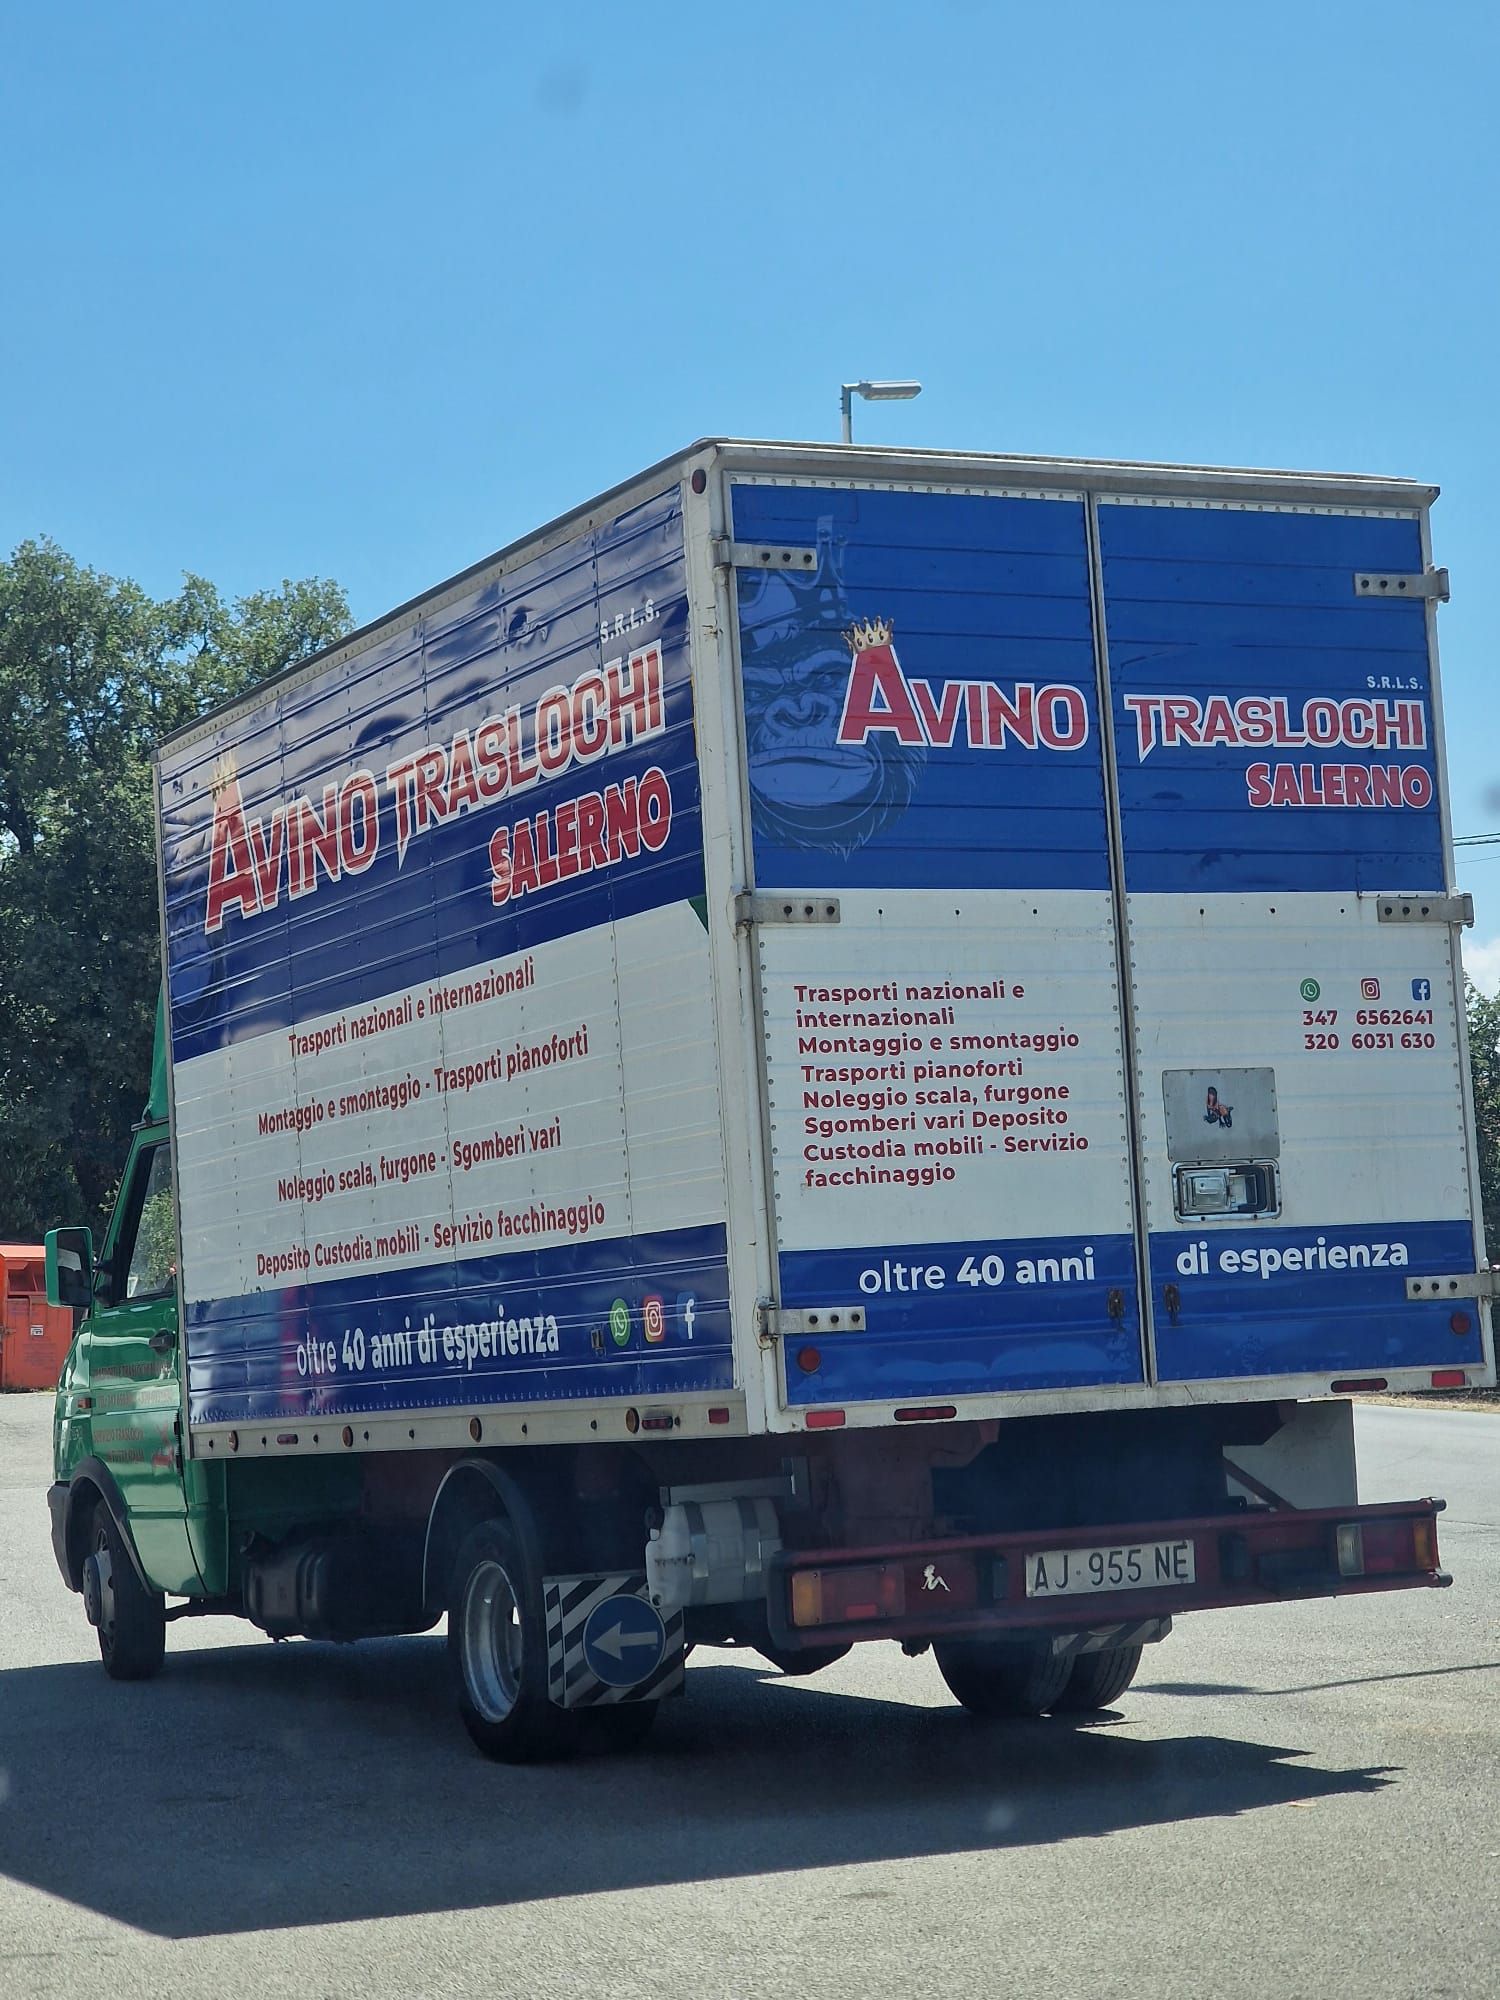 S.R.L.S.
AVINO TRASLOCHI
SALERNO
Trasporti nazionali e internazionali
Montaggio e smontaggio - Trasporti pianoforti
Noleggio scala, furgone - Sgomberi vari
Deposito Custodia mobili - Servizio facchinaggio
oltre 40 anni di esperienza
S.R.L.S.
AVINO TRASLOCHI
SALERNO
Trasporti nazionali e
internazionali
Montaggio e smontaggio
Trasporti pianoforti
Noleggio scala, furgone
Sgomberi vari Deposito
Custodia mobili - Servizio
facchinaggio
347 6562641
320 6031 630
oltre 40 anni di esperienza
AJ·955 NE